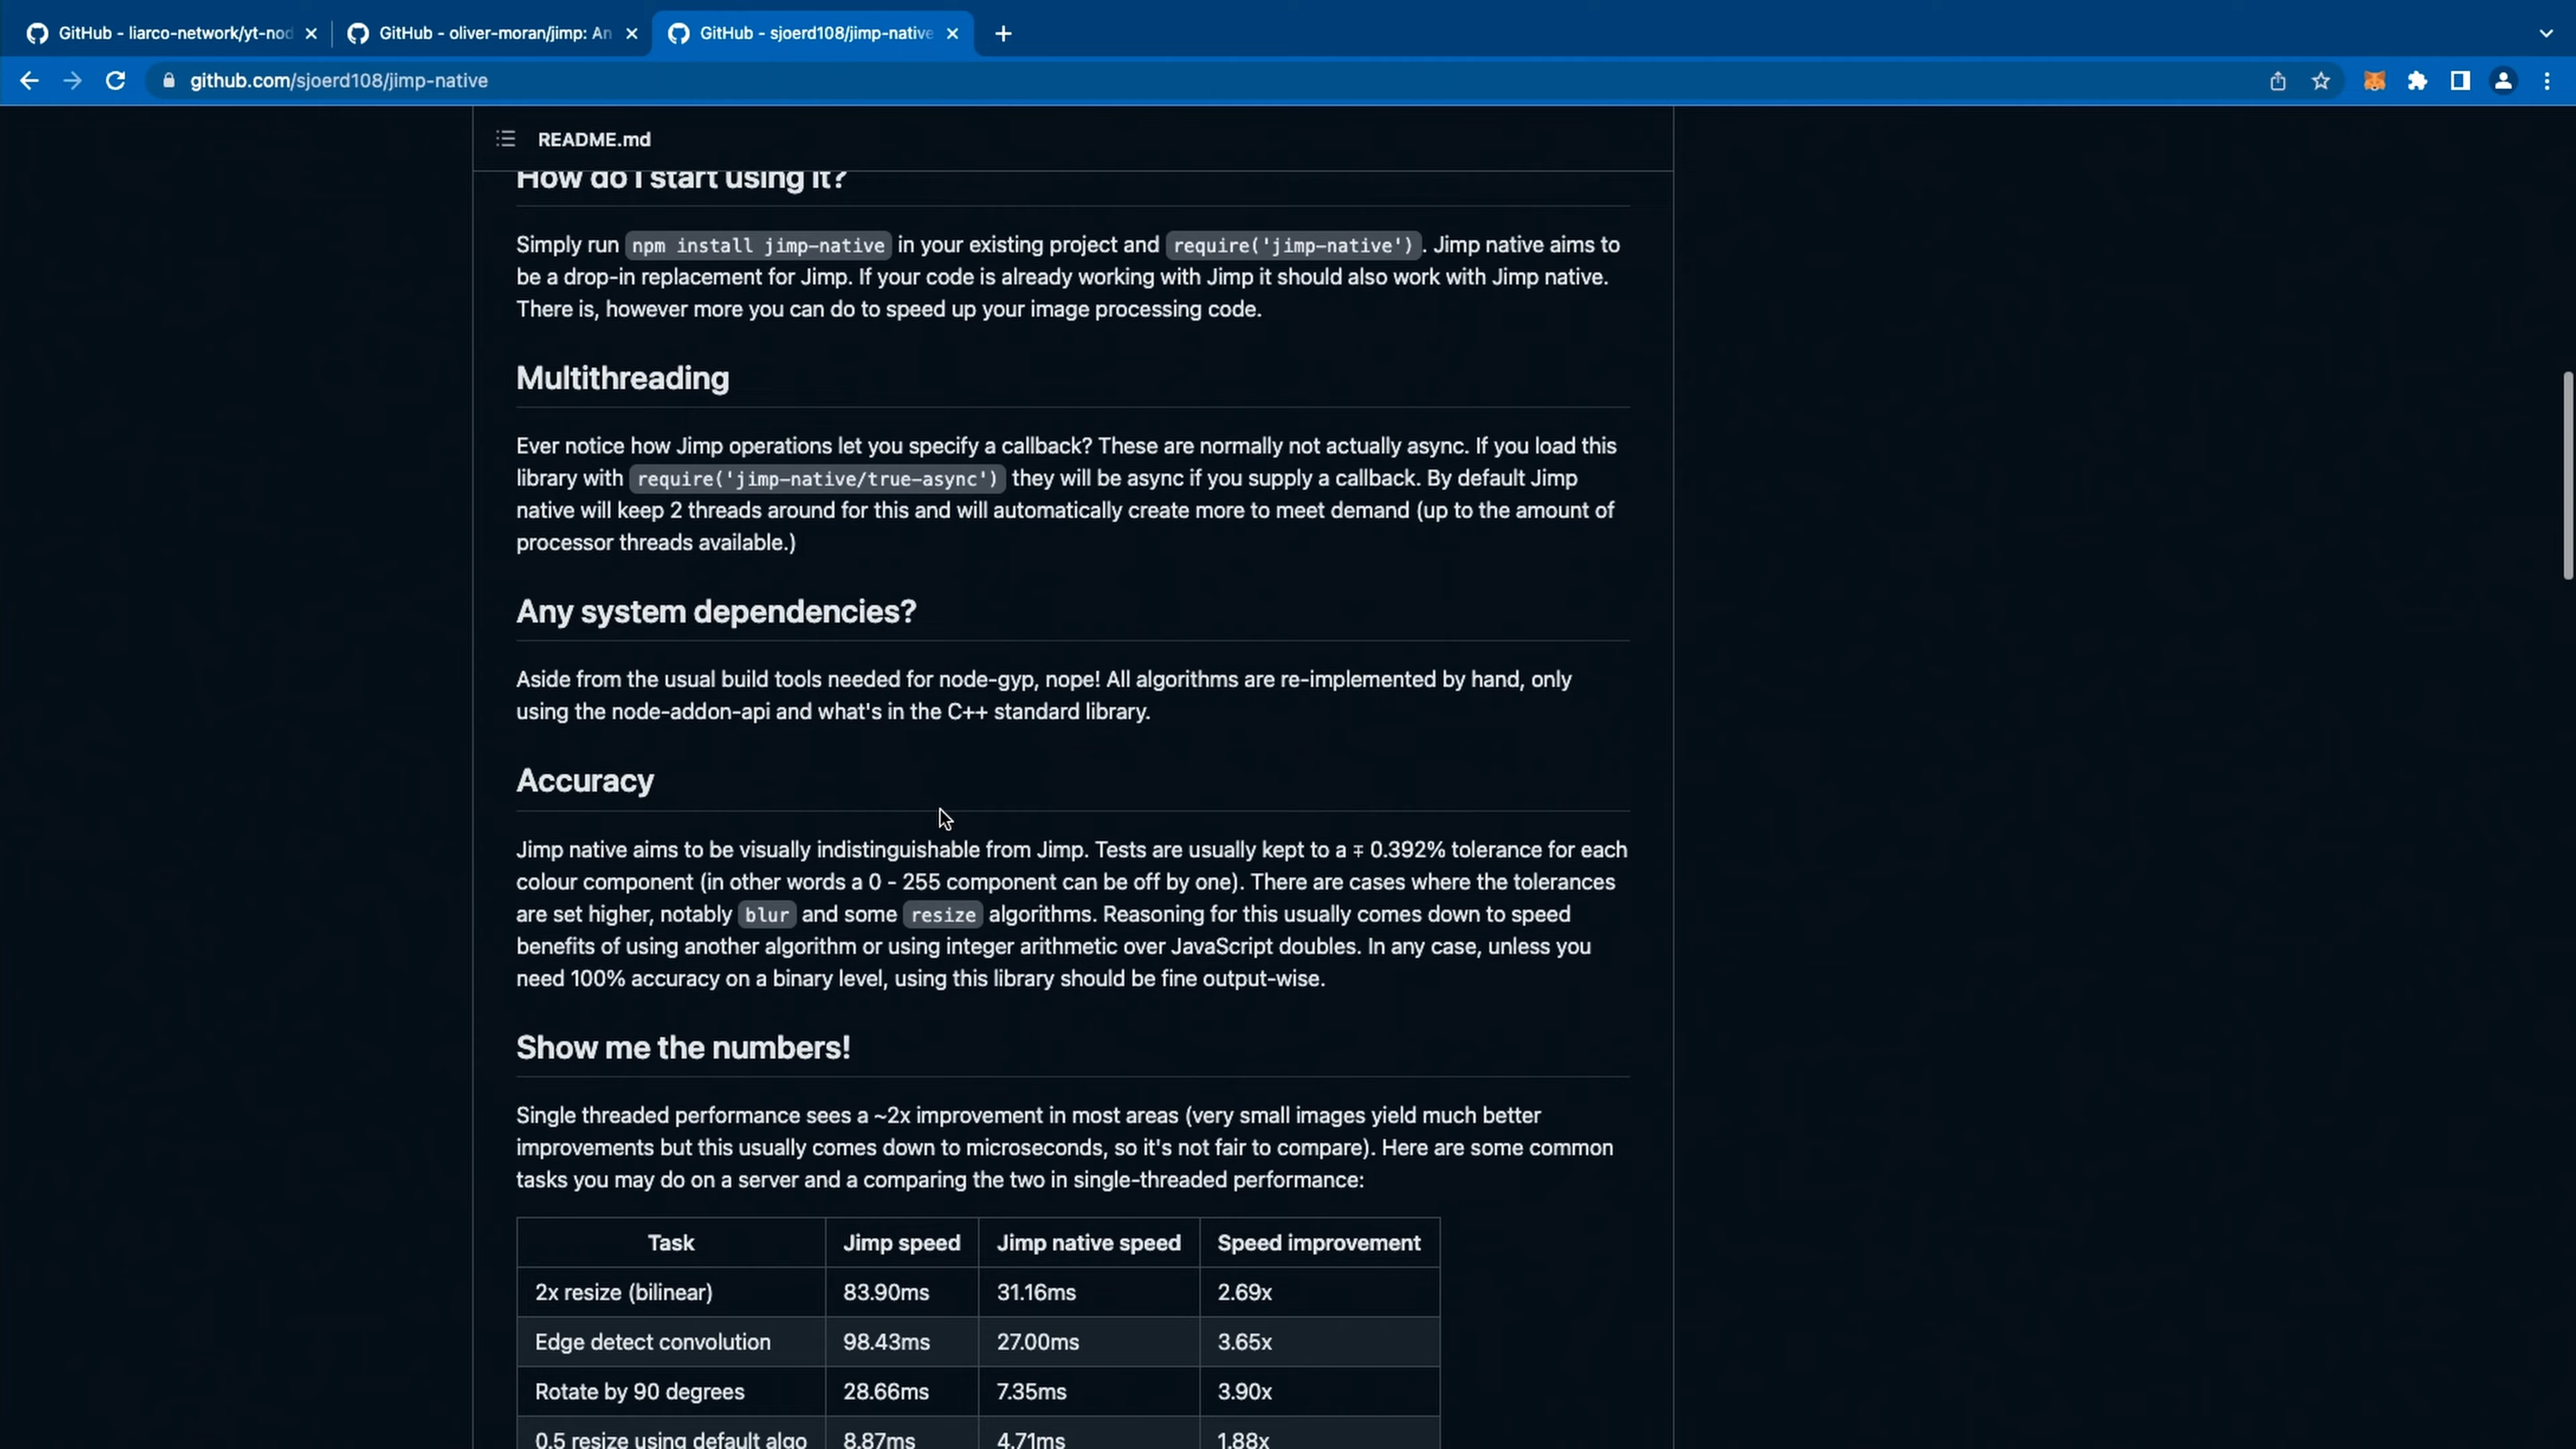 GitHub - liarco-network/yt-nod
GitHub - oliver-moran/jimp: An
GitHub - sjoerd108/jimp-native
github.com/sjoerd108/jimp-native
README.md
How do I start using it?
Simply run npm install jimp-native in your existing project and require('jimp-native'). Jimp native aims to
be a drop-in replacement for Jimp. If your code is already working with Jimp it should also work with Jimp native.
There is, however more you can do to speed up your image processing code.
Multithreading
Ever notice how Jimp operations let you specify a callback? These are normally not actually async. If you load this
library with require('jimp-native/true-async') they will be async if you supply a callback. By default Jimp
native will keep 2 threads around for this and will automatically create more to meet demand (up to the amount of
processor threads available.)
Any system dependencies?
Aside from the usual build tools needed for node-gyp, nope! All algorithms are re-implemented by hand, only
using the node-addon-api and what's in the C++ standard library.
Accuracy
Jimp native aims to be visually indistinguishable from Jimp. Tests are usually kept to a ∓ 0.392% tolerance for each
colour component (in other words a 0 - 255 component can be off by one). There are cases where the tolerances
are set higher, notably blur and some resize algorithms. Reasoning for this usually comes down to speed
benefits of using another algorithm or using integer arithmetic over JavaScript doubles. In any case, unless you
need 100% accuracy on a binary level, using this library should be fine output-wise.
Show me the numbers!
Single threaded performance sees a ~2x improvement in most areas (very small images yield much better
improvements but this usually comes down to microseconds, so it's not fair to compare). Here are some common
tasks you may do on a server and a comparing the two in single-threaded performance:
Task Jimp speed Jimp native speed Speed improvement
2x resize (bilinear) 83.90ms 31.16ms 2.69x
Edge detect convolution 98.43ms 27.00ms 3.65x
Rotate by 90 degrees 28.66ms 7.35ms 3.90x
0.5 resize using default algo 8.87ms 4.71ms 1.88x